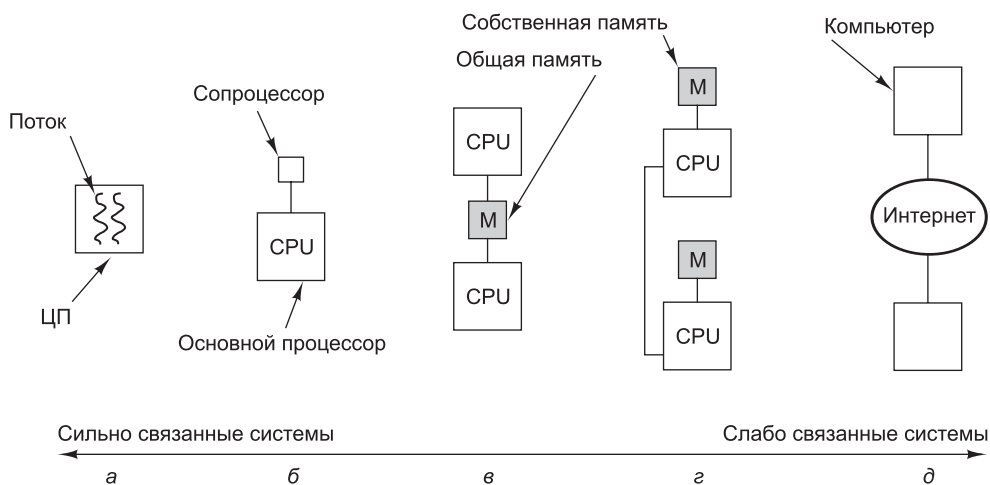 Собственная память
Общая память
Компьютер
Сопроцессор
Поток
M
CPU
CPU
Интернет
M
M
CPU
CPU
CPU
ЦП
Основной процессор
Сильно связанные системы
Слабо связанные системы
а
б
в
г
д